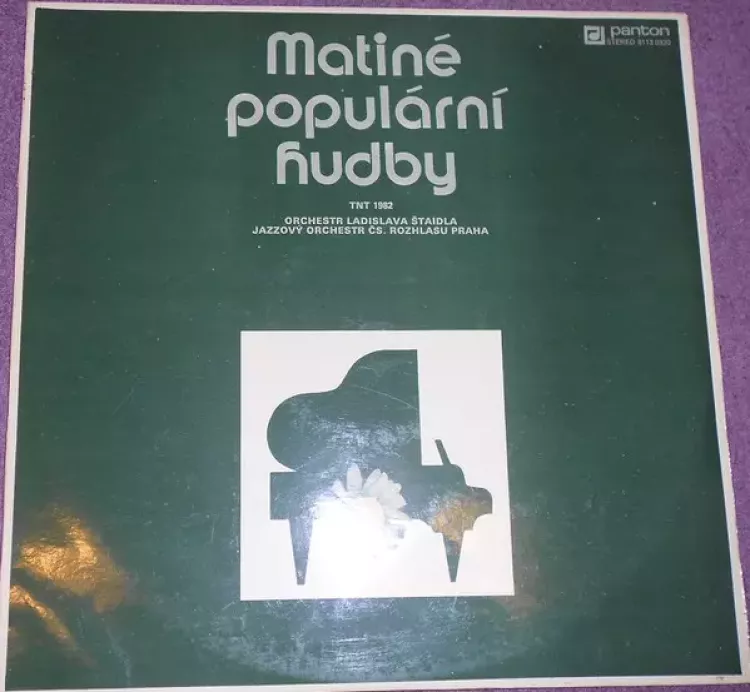 panton
STEREO
Matiné
populární
hudby
TNT 1982
ORCHESTR LADISLAVA ŠTAIDLA
JAZZOVÝ ORCHESTR ČS. ROZHLASU PRAHA